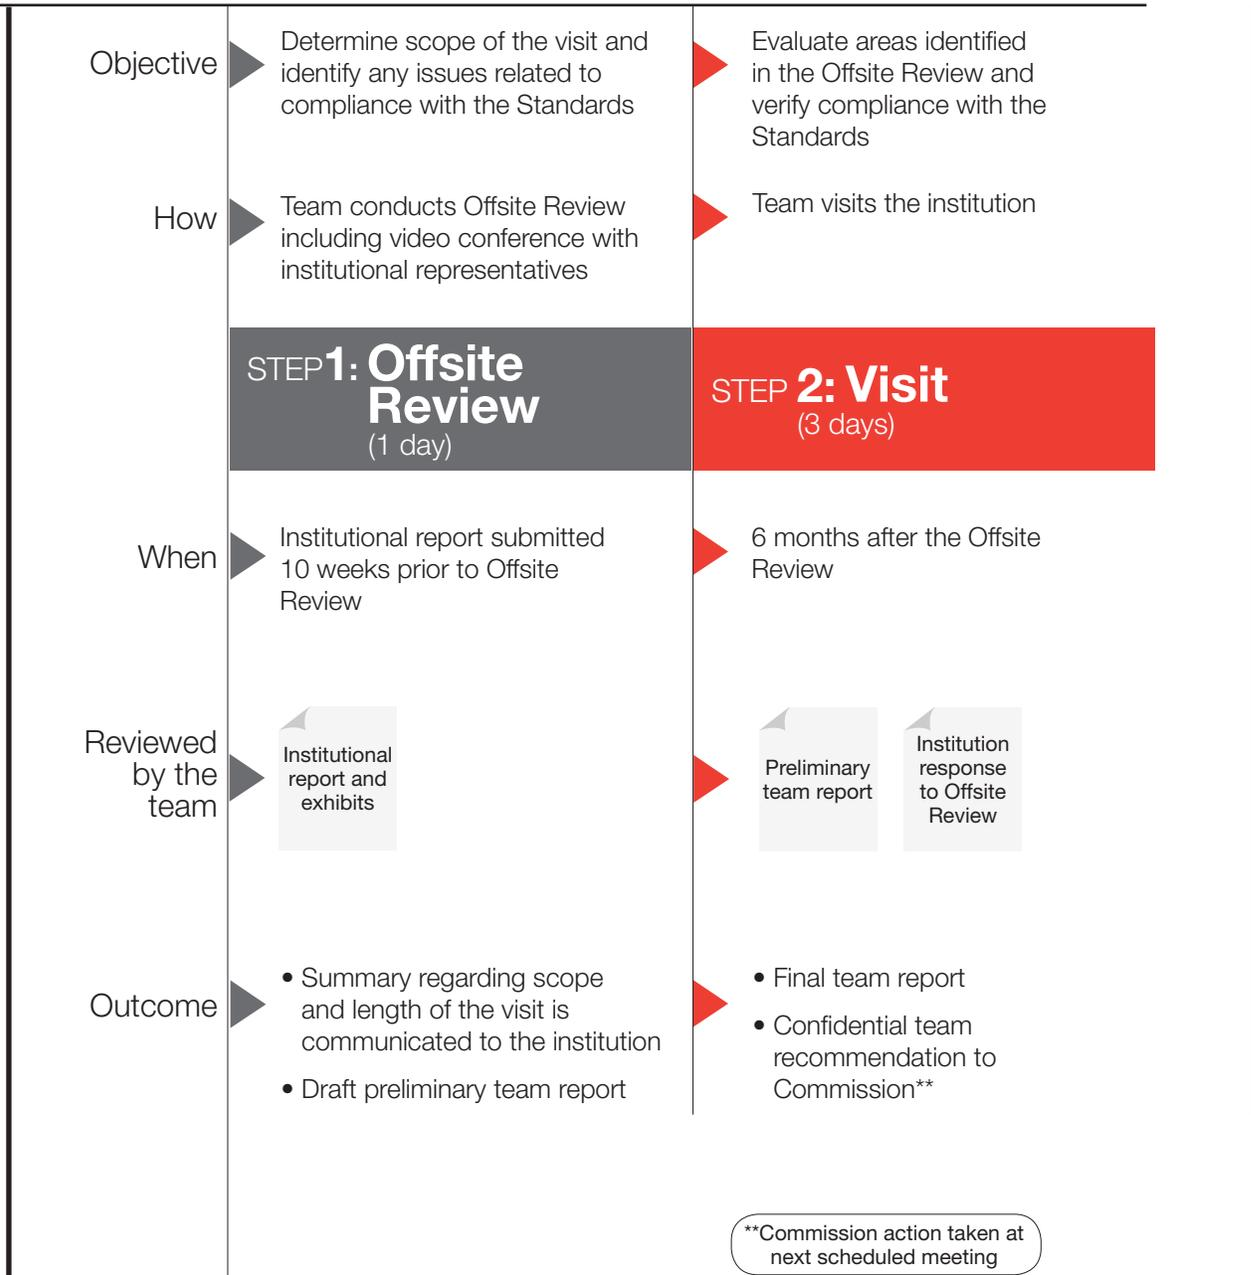 Objective
Determine scope of the visit and
identify any issues related to
compliance with the Standards
Evaluate areas identified
in the Offsite Review and
verify compliance with the
Standards
How
Team conducts Offsite Review
including video conference with
institutional representatives
Team visits the institution
STEP 1: Offsite
Review
(1 day)
STEP 2: Visit
(3 days)
When
Institutional report submitted
10 weeks prior to Offsite
Review
6 months after the Offsite
Review
Reviewed
by the
team
Institutional
report and
exhibits
Preliminary
team report
Institution
response
to Offsite
Review
Outcome
• Summary regarding scope
and length of the visit is
communicated to the institution
• Draft preliminary team report
• Final team report
• Confidential team
recommendation to
Commission**
**Commission action taken at
next scheduled meeting